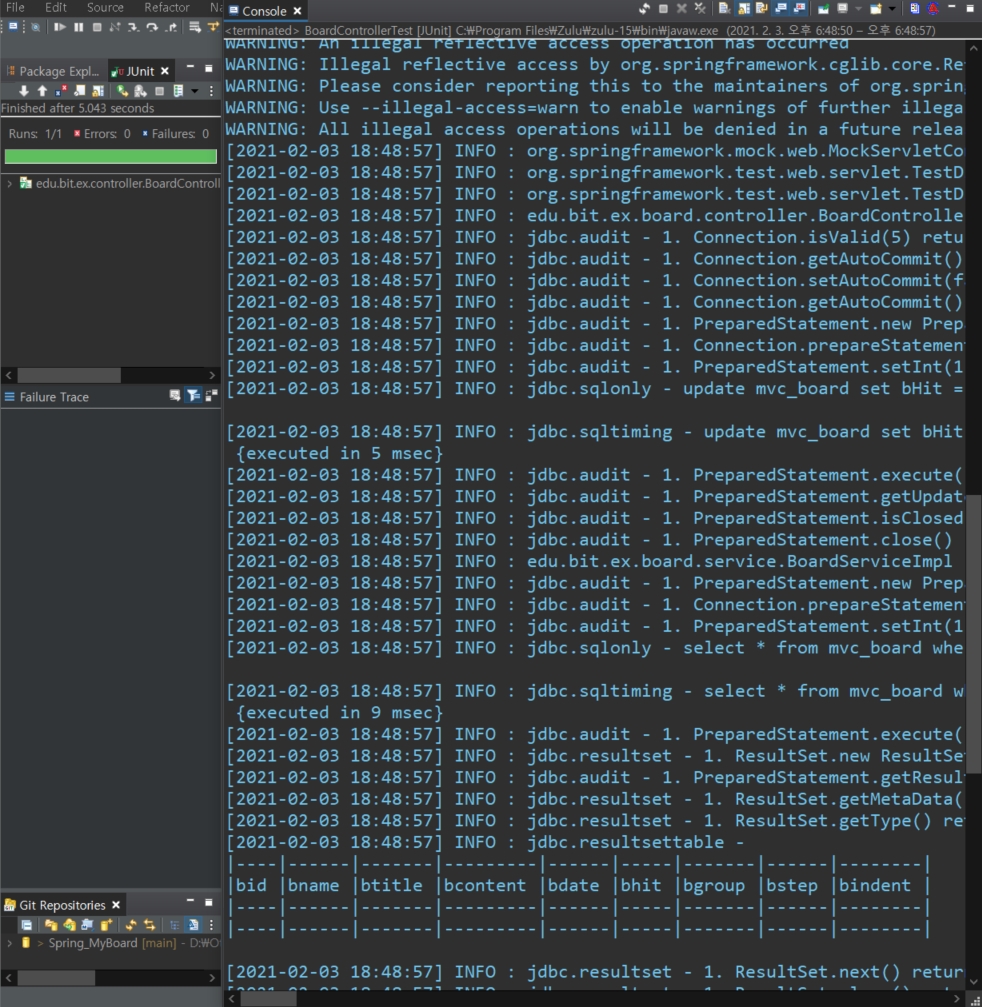 File Edit Source Refactor Na
Console
<terminated> BoardControllerTest [JUnit] C:₩Program Files₩Zulu₩zulu-15₩bin₩javaw.exe (2021. 2. 3. 오후 6:48:50 – 오후 6:48:57)
Package Expl...
JUnit
Finished after 5.043 seconds
Runs: 1/1 Errors: 0 Failures: 0
edu.bit.ex.controller.BoardControll
Failure Trace
Git Repositories
> Spring_MyBoard [main] - D:₩O
WARNING: An illegal reflective access operation has occurred
WARNING: Illegal reflective access by org.springframework.cglib.core.Re
WARNING: Please consider reporting this to the maintainers of org.sprin
WARNING: Use --illegal-access=warn to enable warnings of further illega
WARNING: All illegal access operations will be denied in a future relea
[2021-02-03 18:48:57] INFO : org.springframework.mock.web.MockServletCo
[2021-02-03 18:48:57] INFO : org.springframework.test.web.servlet.TestD
[2021-02-03 18:48:57] INFO : org.springframework.test.web.servlet.TestD
[2021-02-03 18:48:57] INFO : edu.bit.ex.board.controller.BoardControlle
[2021-02-03 18:48:57] INFO : jdbc.audit - 1. Connection.isValid(5) retu
[2021-02-03 18:48:57] INFO : jdbc.audit - 1. Connection.getAutoCommit()
[2021-02-03 18:48:57] INFO : jdbc.audit - 1. Connection.setAutoCommit(f
[2021-02-03 18:48:57] INFO : jdbc.audit - 1. Connection.getAutoCommit()
[2021-02-03 18:48:57] INFO : jdbc.audit - 1. PreparedStatement.new Prep
[2021-02-03 18:48:57] INFO : jdbc.audit - 1. Connection.prepareStatement
[2021-02-03 18:48:57] INFO : jdbc.audit - 1. PreparedStatement.setInt(1
[2021-02-03 18:48:57] INFO : jdbc.sqlonly - update mvc_board set bHit =
[2021-02-03 18:48:57] INFO : jdbc.sqltiming - update mvc_board set bHit
{executed in 5 msec}
[2021-02-03 18:48:57] INFO : jdbc.audit - 1. PreparedStatement.execute(
[2021-02-03 18:48:57] INFO : jdbc.audit - 1. PreparedStatement.getUpdat
[2021-02-03 18:48:57] INFO : jdbc.audit - 1. PreparedStatement.isClosed
[2021-02-03 18:48:57] INFO : jdbc.audit - 1. PreparedStatement.close()
[2021-02-03 18:48:57] INFO : edu.bit.ex.board.service.BoardServiceImpl
[2021-02-03 18:48:57] INFO : jdbc.audit - 1. PreparedStatement.new Prep
[2021-02-03 18:48:57] INFO : jdbc.audit - 1. Connection.prepareStatement
[2021-02-03 18:48:57] INFO : jdbc.audit - 1. PreparedStatement.setInt(1
[2021-02-03 18:48:57] INFO : jdbc.sqlonly - select * from mvc_board whe
[2021-02-03 18:48:57] INFO : jdbc.sqltiming - select * from mvc_board w
{executed in 9 msec}
[2021-02-03 18:48:57] INFO : jdbc.audit - 1. PreparedStatement.execute(
[2021-02-03 18:48:57] INFO : jdbc.resultset - 1. ResultSet.new ResultSe
[2021-02-03 18:48:57] INFO : jdbc.audit - 1. PreparedStatement.getResul
[2021-02-03 18:48:57] INFO : jdbc.resultset - 1. ResultSet.getMetaData(
[2021-02-03 18:48:57] INFO : jdbc.resultset - 1. ResultSet.getType() re
[2021-02-03 18:48:57] INFO : jdbc.resultsettable -
|----|------|-------|---------|------|-----|-------|------|--------|
|bid |bname |btitle |bcontent |bdate |bhit |bgroup |bstep |bindent |
|----|------|-------|---------|------|-----|-------|------|--------|
|----|------|-------|---------|------|-----|-------|------|--------|
[2021-02-03 18:48:57] INFO : jdbc.resultset - 1. ResultSet.next() retur